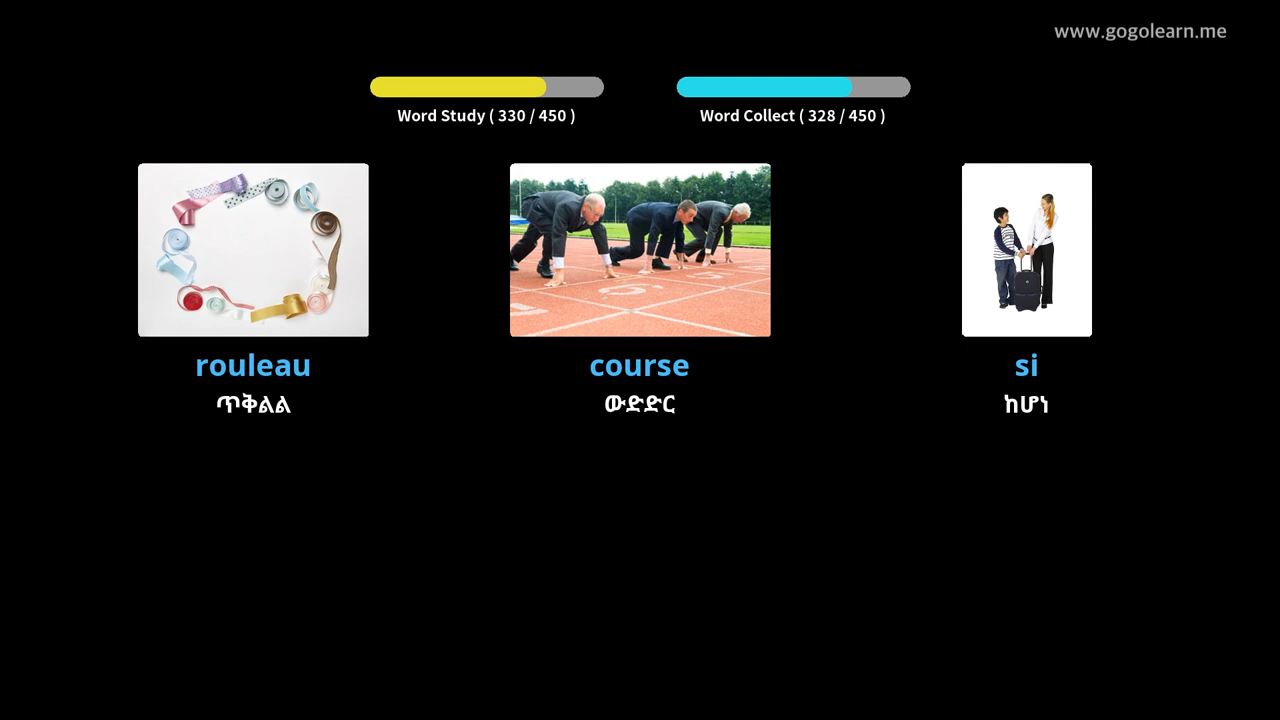 www.gogolearn.me
Word Study ( 330 / 450 )
Word Collect ( 328 / 450 )
rouleau
ጥቅልል
course
ውድድር
si
ከሆነ